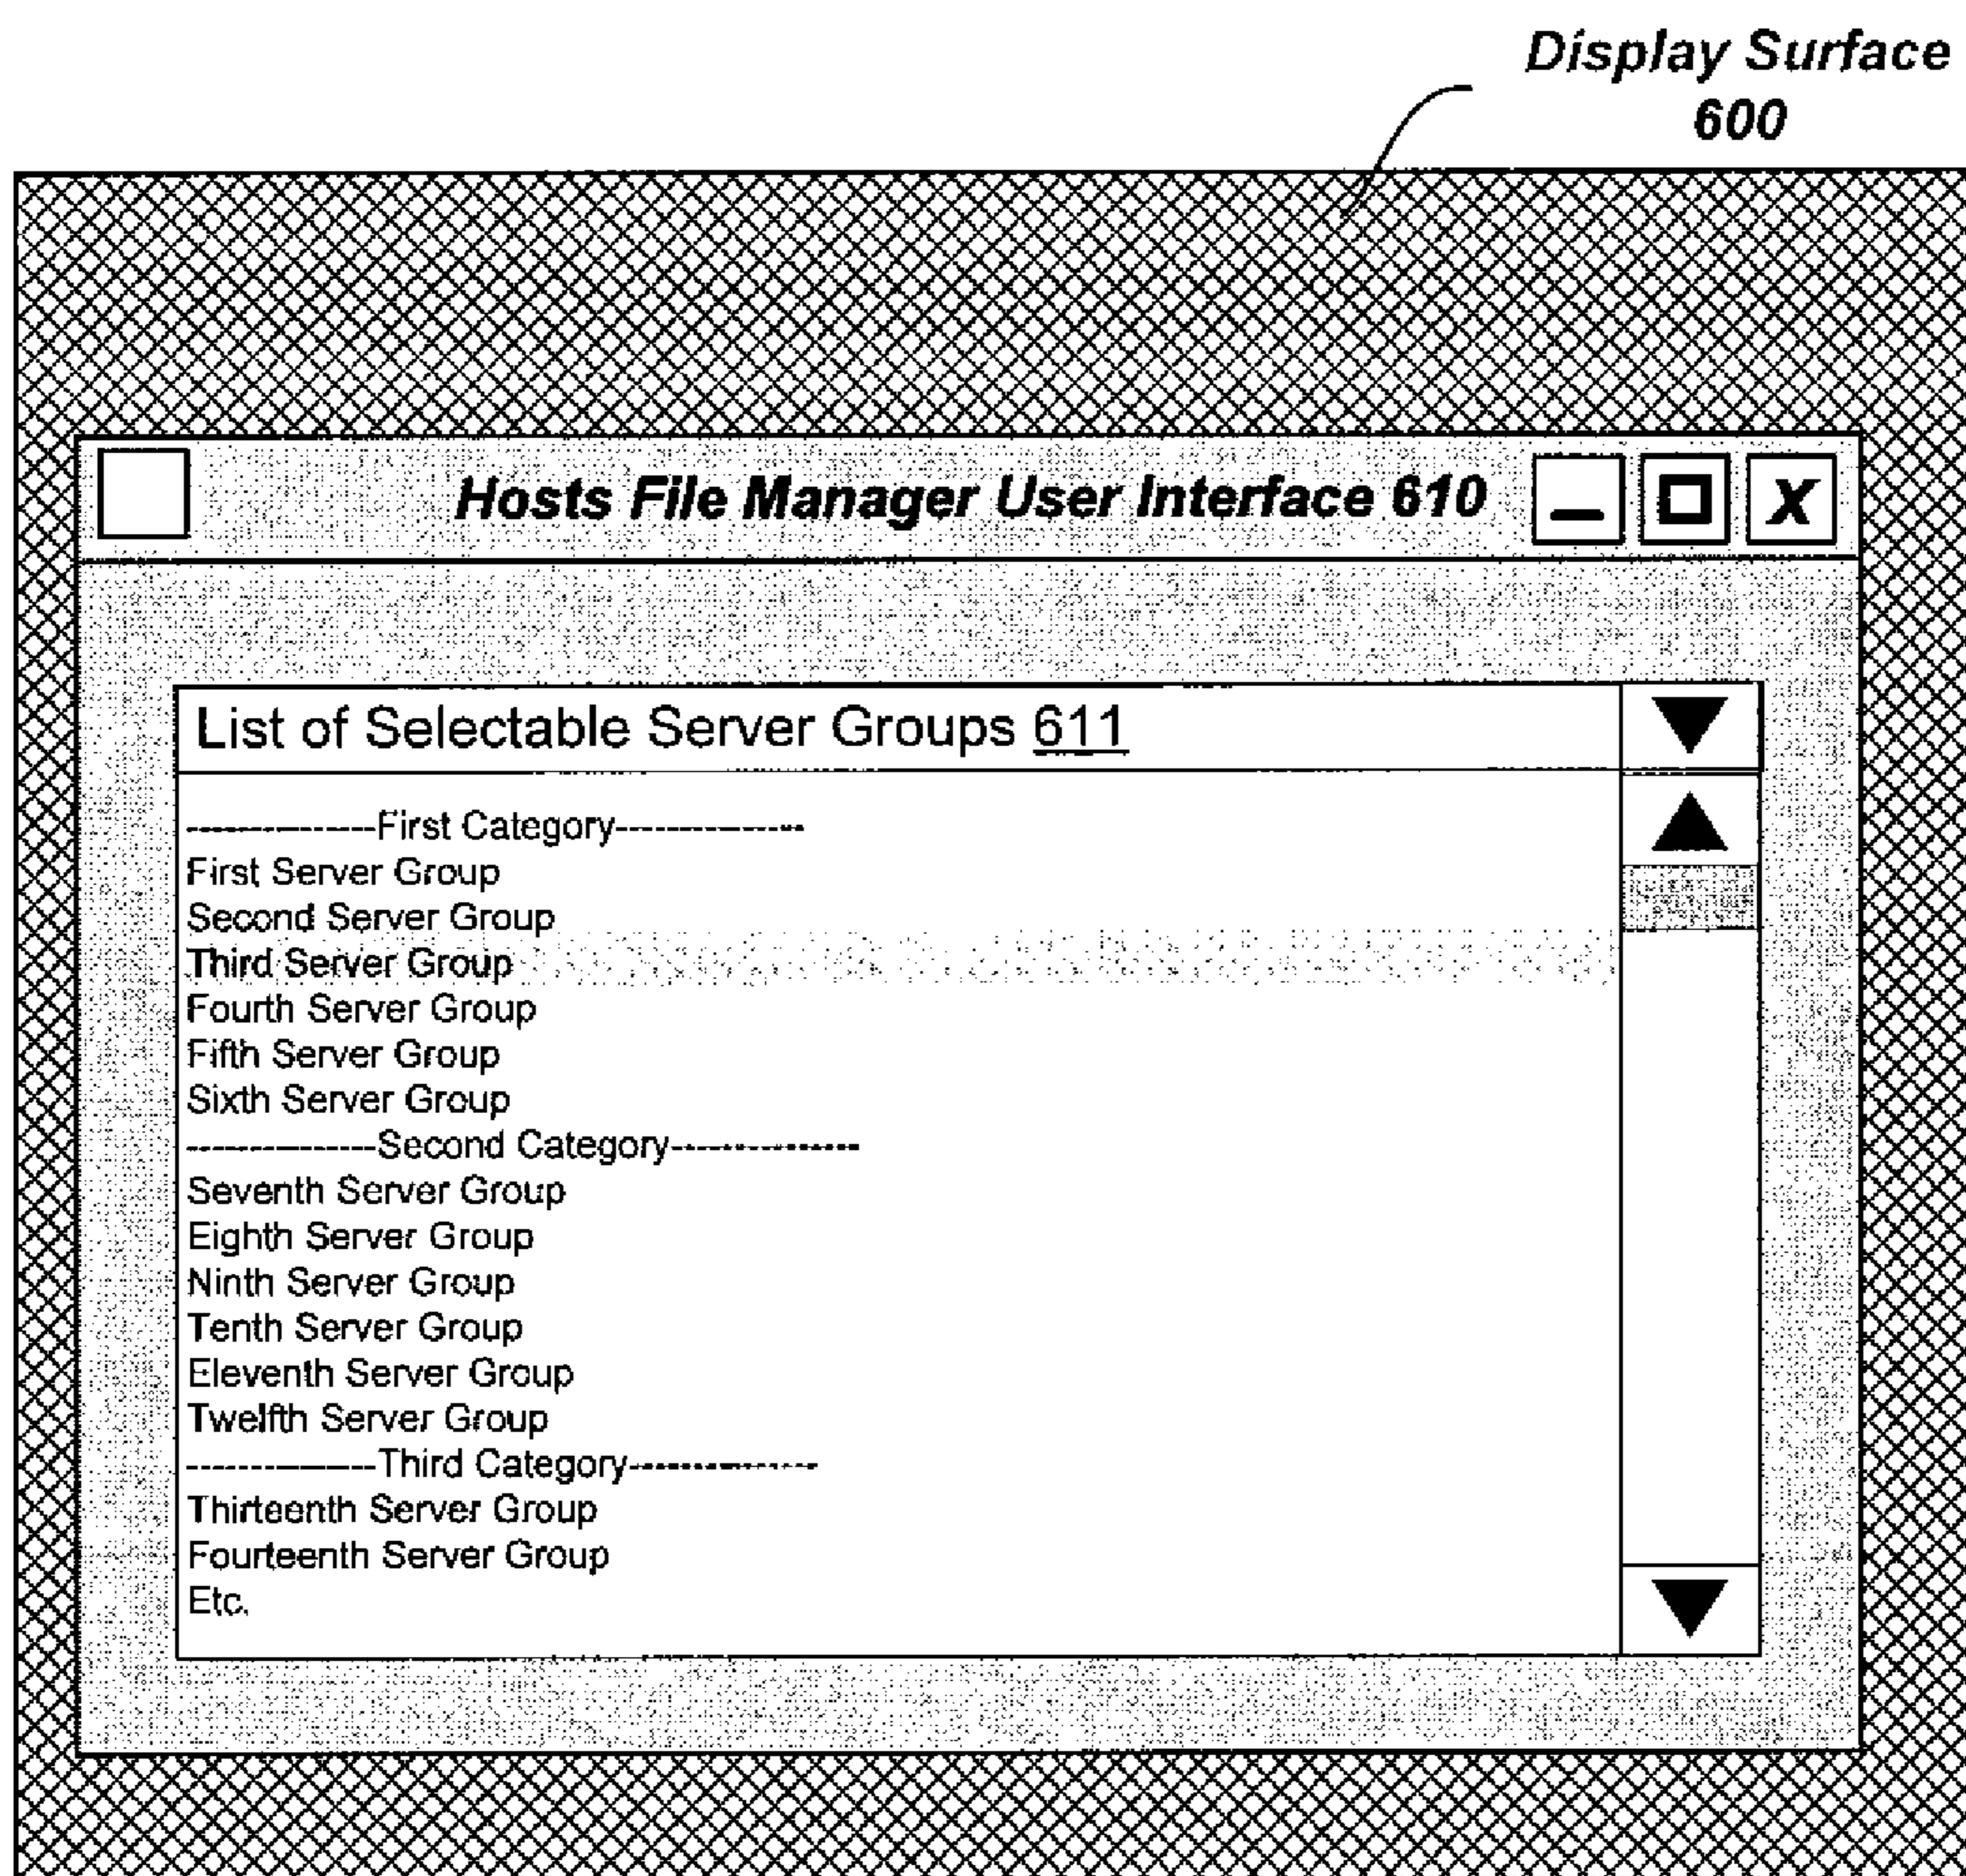 Display Surface
600
Hosts File Manager User Interface 610
X
List of Selectable Server Groups 611
---------------First Category---------------
First Server Group
Second Server Group
Third Server Group
Fourth Server Group
Fifth Server Group
Sixth Server Group
---------------Second Category---------------
Seventh Server Group
Eighth Server Group
Ninth Server Group
Tenth Server Group
Eleventh Server Group
Twelfth Server Group
---------------Third Category---------------
Thirteenth Server Group
Fourteenth Server Group
Etc.